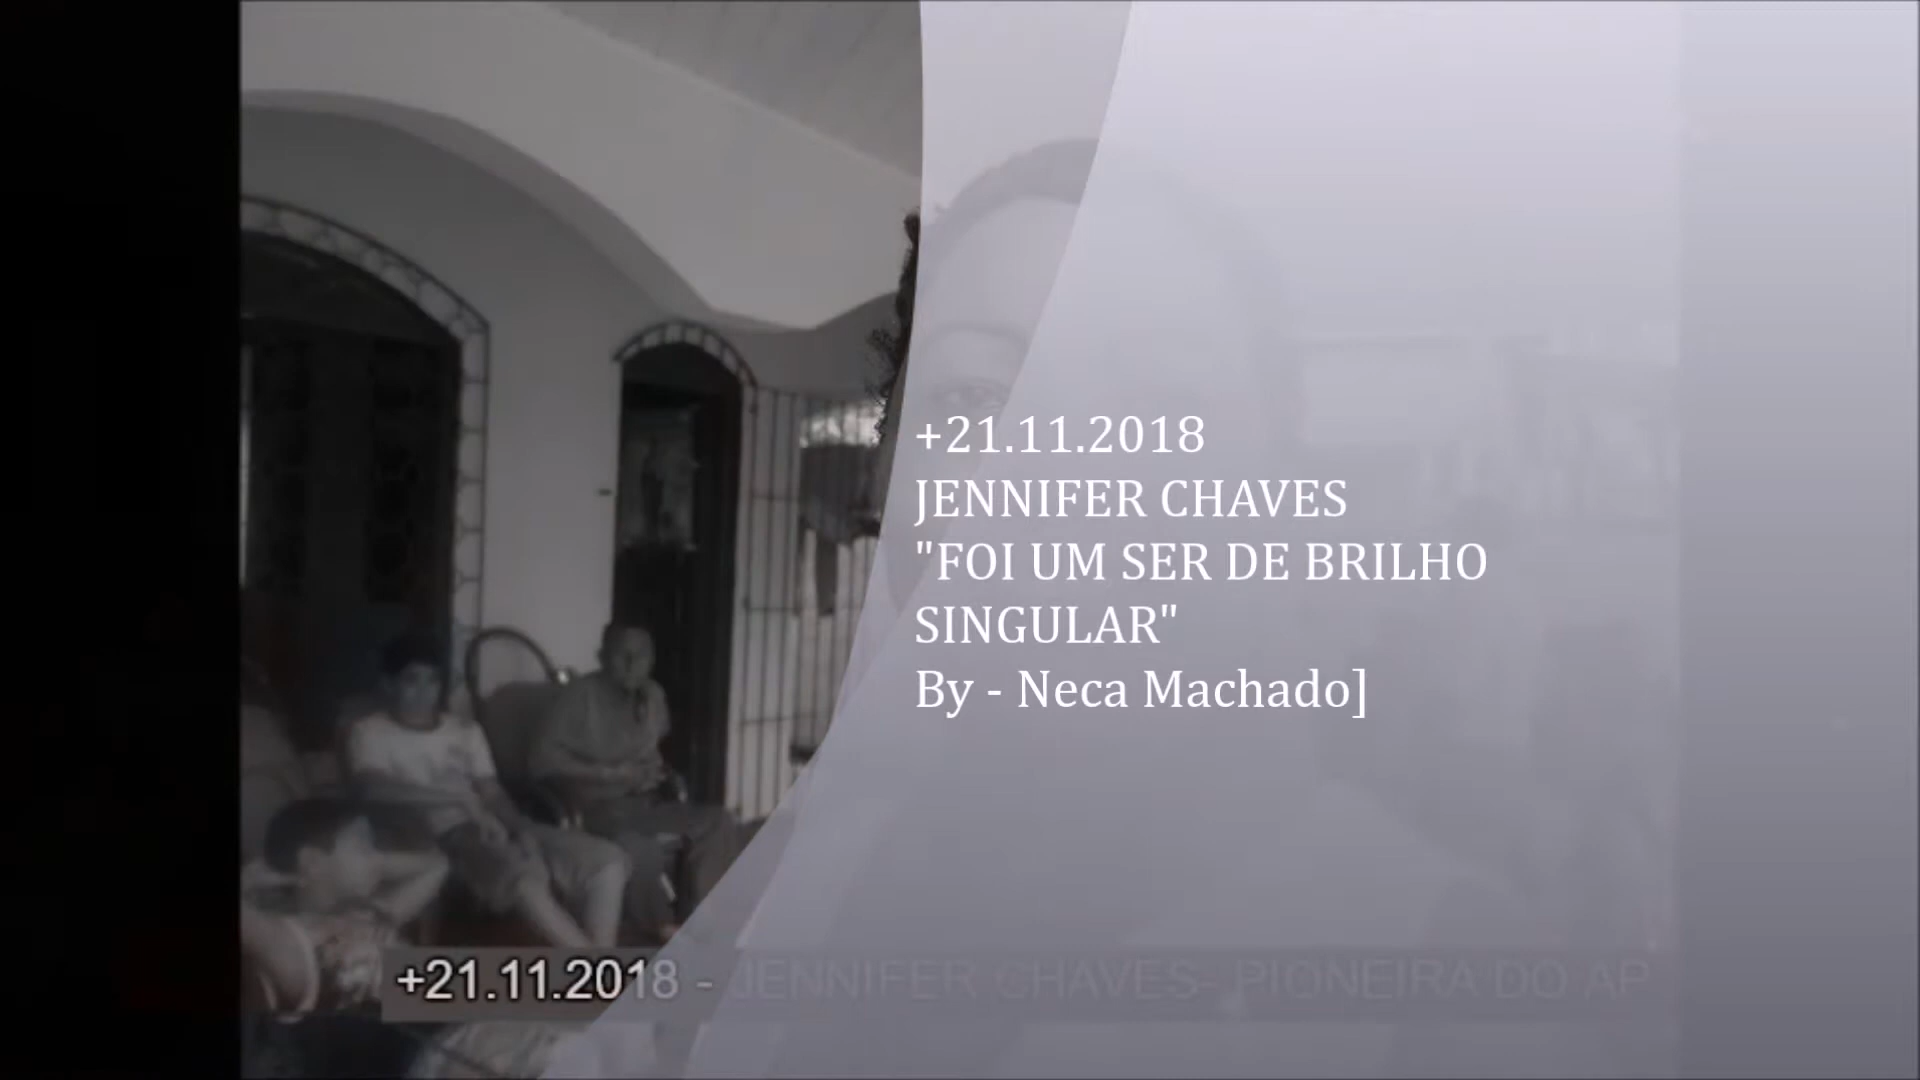 +21.11.2018
JENNIFER CHAVES
"FOI UM SER DE BRILHO
SINGULAR"
By - Neca Machado]
+21.11.2018 - JENNIFER CHAVES- PIONEIRA DO AP